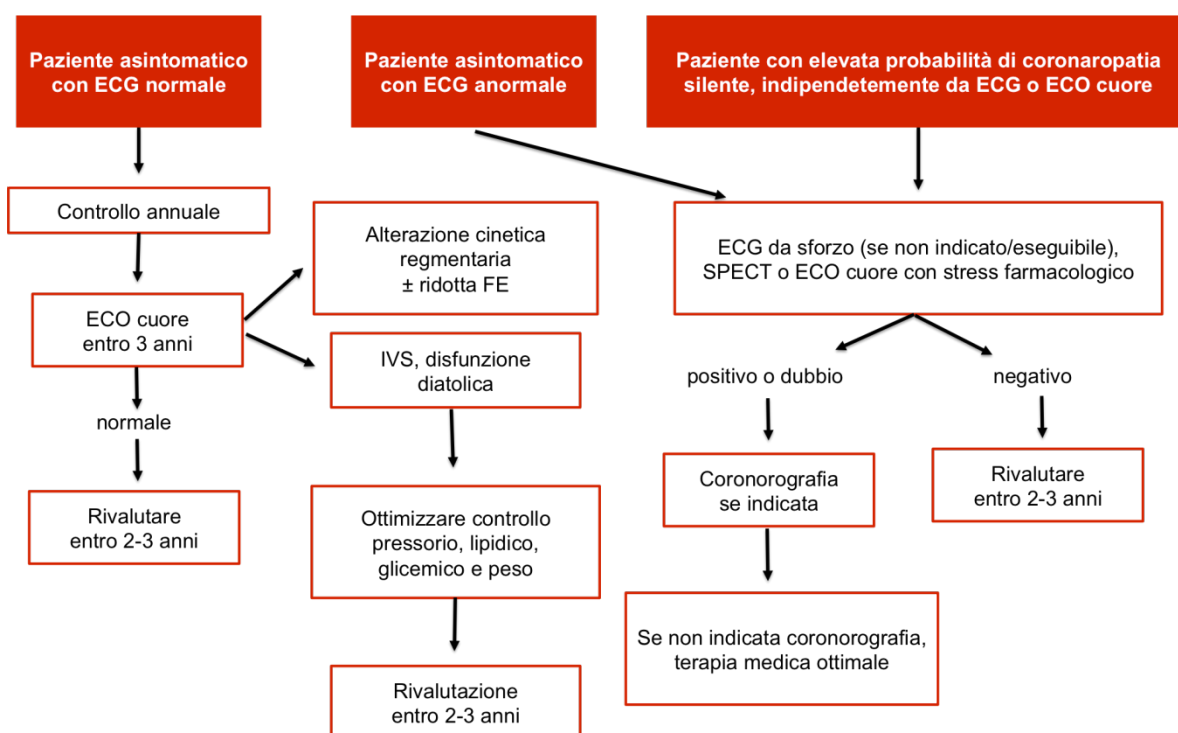 Paziente asintomatico
con ECG normale
Paziente asintomatico
con ECG anormale
Paziente con elevata probabilità di coronaropatia
silente, indipendetemente da ECG o ECO cuore
Controllo annuale
Alterazione cinetica
regmentaria
± ridotta FE
ECG da sforzo (se non indicato/eseguibile),
SPECT o ECO cuore con stress farmacologico
ECO cuore
entro 3 anni
IVS, disfunzione
diatolica
positivo o dubbio
negativo
normale
Coronorografia
se indicata
Rivalutare
entro 2-3 anni
Rivalutare
entro 2-3 anni
Ottimizzare controllo
pressorio, lipidico,
glicemico e peso
Se non indicata coronorografia,
terapia medica ottimale
Rivalutazione
entro 2-3 anni